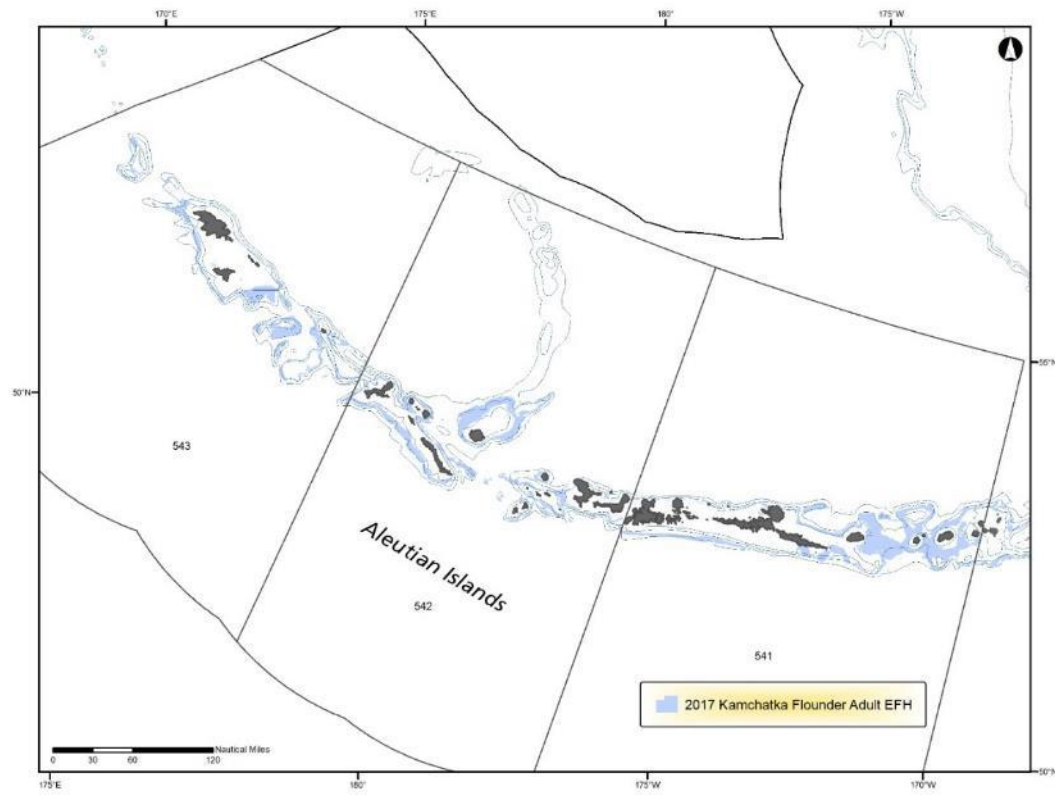 170°E 175°E 180° 175°W
50°N
55°N
543
Aleutian Islands
542
541
2017 Kamchatka Flounder Adult EFH
Nautical Miles
0 30 60 120
50°N
175°E 180° 175°W 170°W